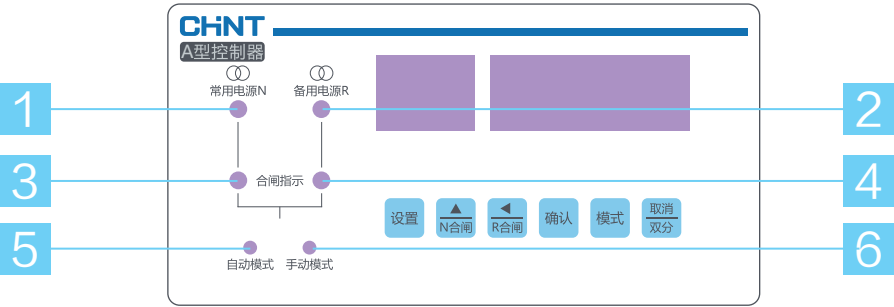 CHNT
A型控制器
常用电源N
备用电源R
1
2
3
合闸指示
4
设置
N合闸
R合闸
确认
模式
取消
双分
5
自动模式
手动模式
6